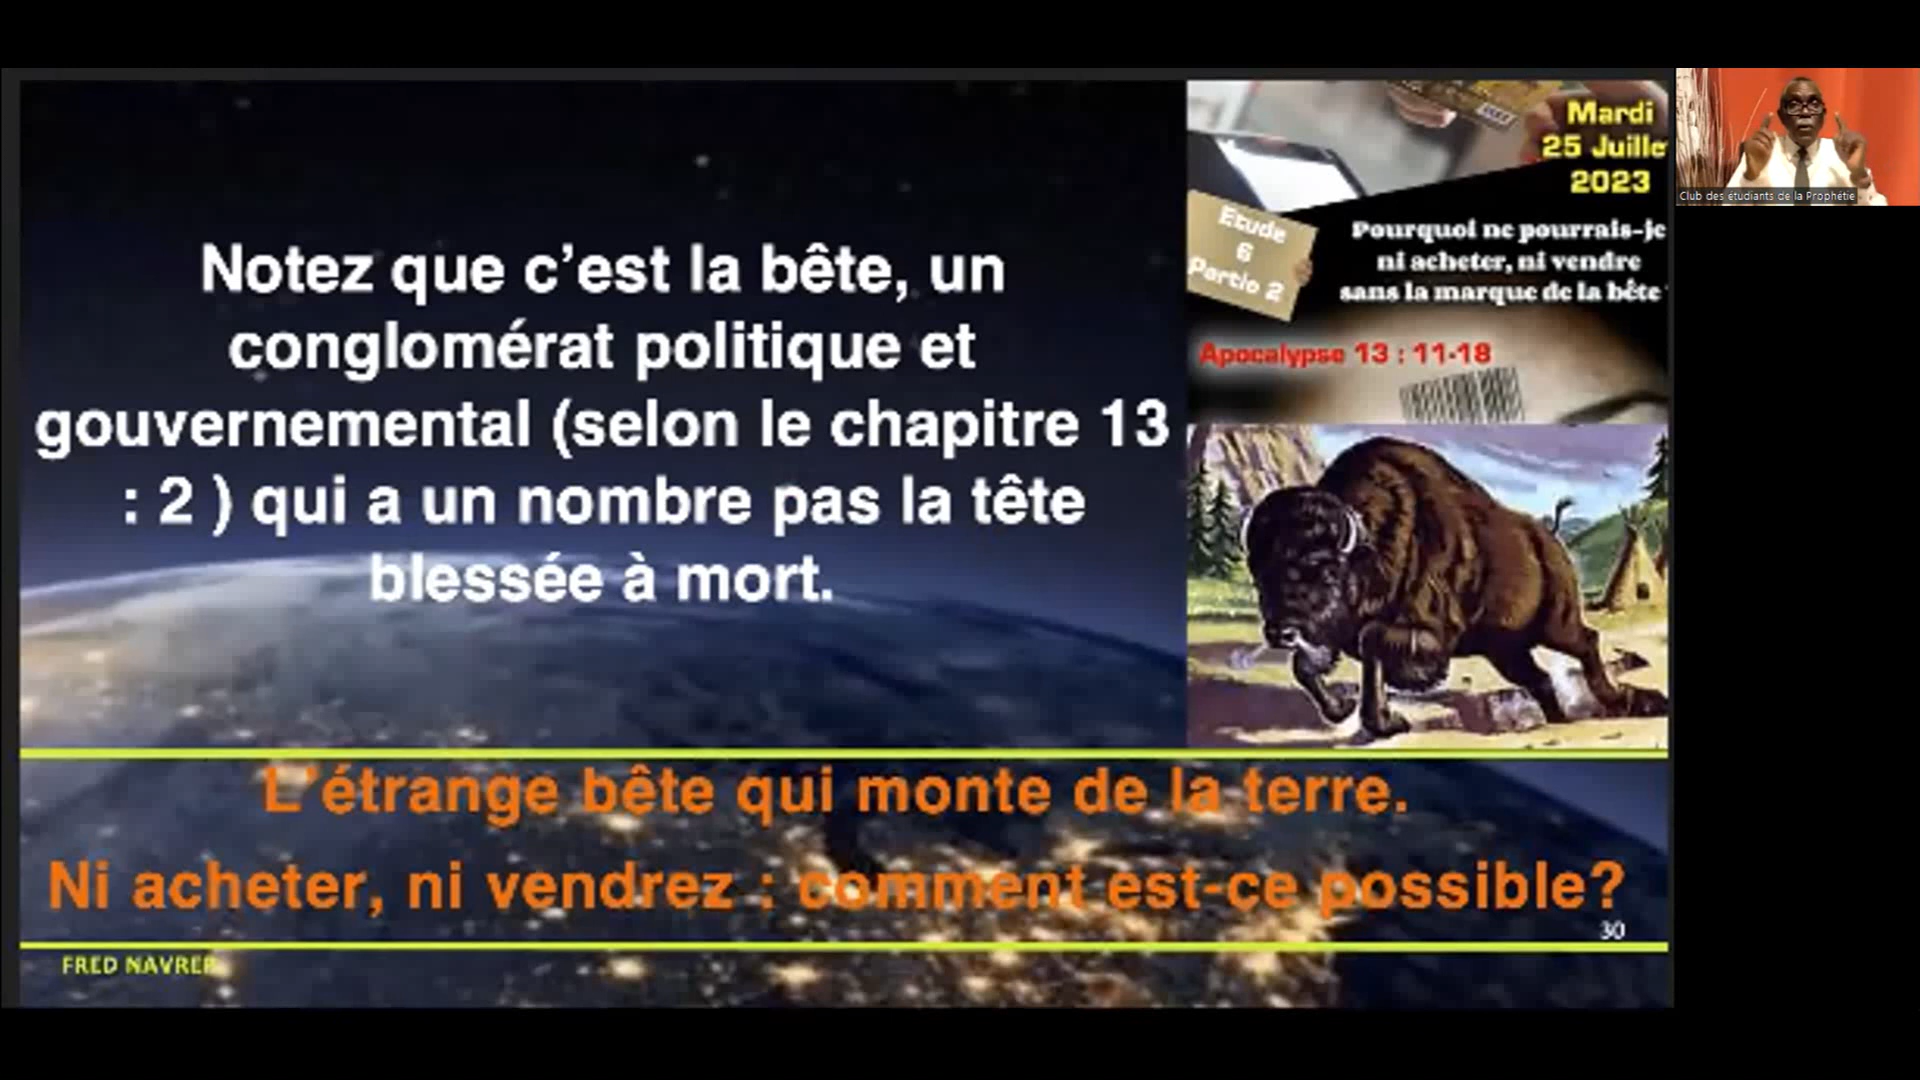 Notez que c’est la bête, un
conglomérat politique et
gouvernemental (selon le chapitre 13
: 2 ) qui a un nombre pas la tête
blessée à mort.
Mardi
25 Juille
2023
Etude
6
Partie 2
Pourquoi ne pourrais-je
ni acheter, ni vendre
sans la marque de la bête
Apocalypse 13 : 11-18
L’étrange bête qui monte de la terre.
Ni acheter, ni vendrez : comment est-ce possible?
30
FRED NAVRER
Club des étudiants de la Prophétie